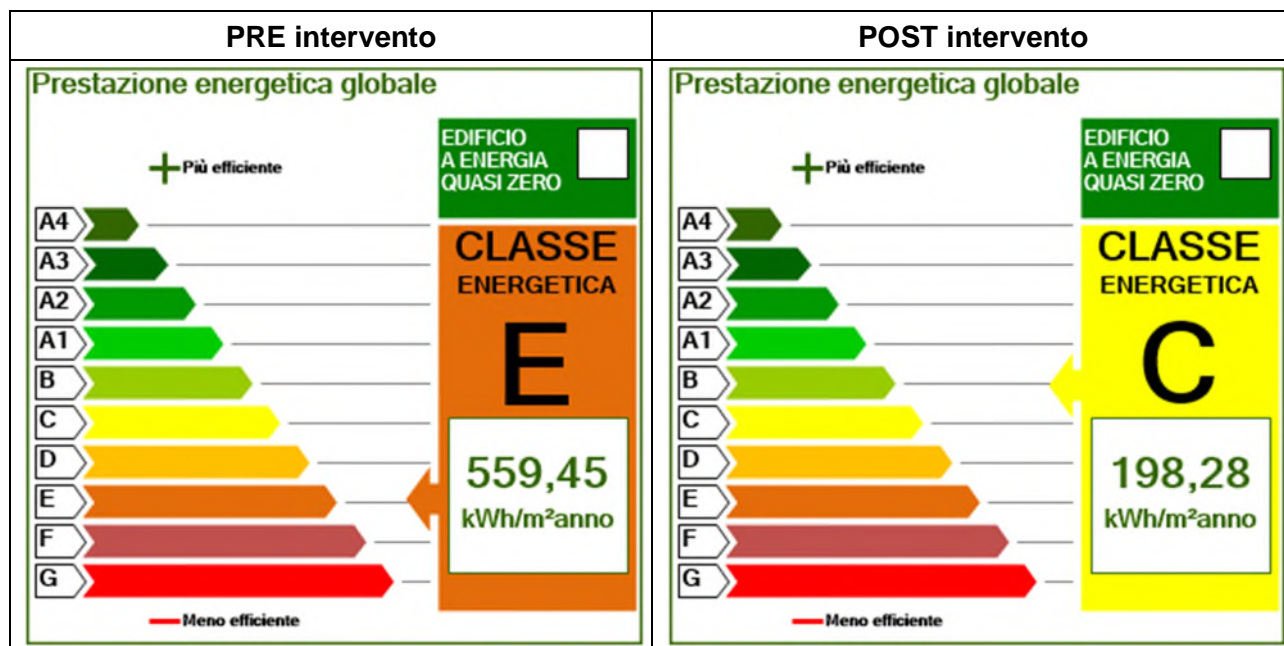 PRE intervento
Prestazione energetica globale
Più efficiente
EDIFICIO
A ENERGIA
QUASI ZERO
A4
A3
A2
A1
B
C
D
E
F
G
CLASSE
ENERGETICA
E
559,45
kWh/m²anno
Meno efficiente
POST intervento
Prestazione energetica globale
Più efficiente
EDIFICIO
A ENERGIA
QUASI ZERO
A4
A3
A2
A1
B
C
D
E
F
G
CLASSE
ENERGETICA
C
198,28
kWh/m²anno
Meno efficiente